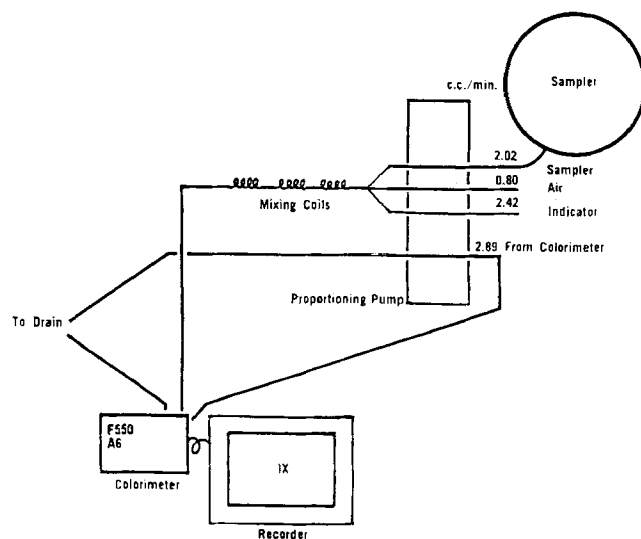 c.c./min.
Sampler
2.02
Sampler
0.80
Air
2.42
Indicator
Mixing Coils
2.89 From Colorimeter
Proportioning Pump
To Drain
F550
A6
Colorimeter
IX
Recorder